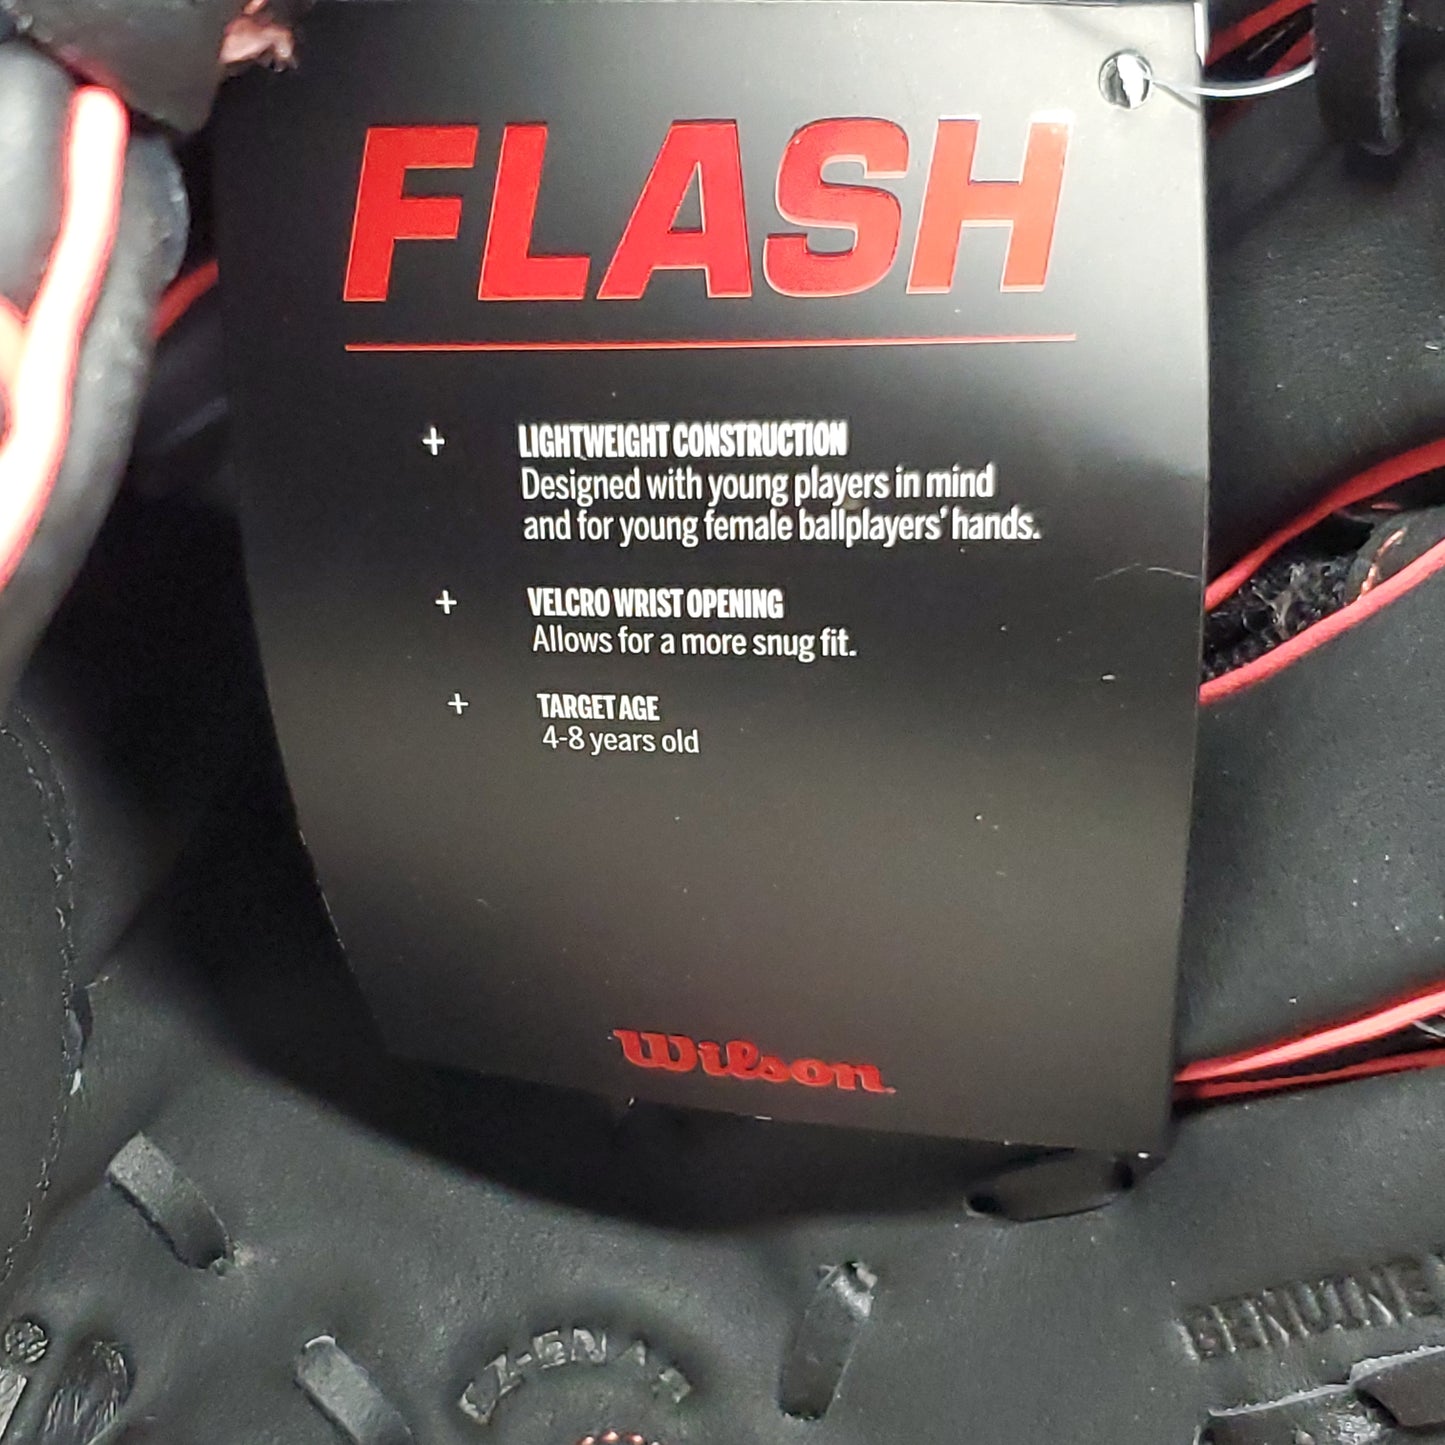 FLASH
+ LIGHTWEIGHT CONSTRUCTION
Designed with young players in mind
and for young female ballplayers' hands.
+ VELCRO WRIST OPENING
Allows for a more snug fit.
+ TARGET AGE
4-8 years old
Wilson
GENUINE